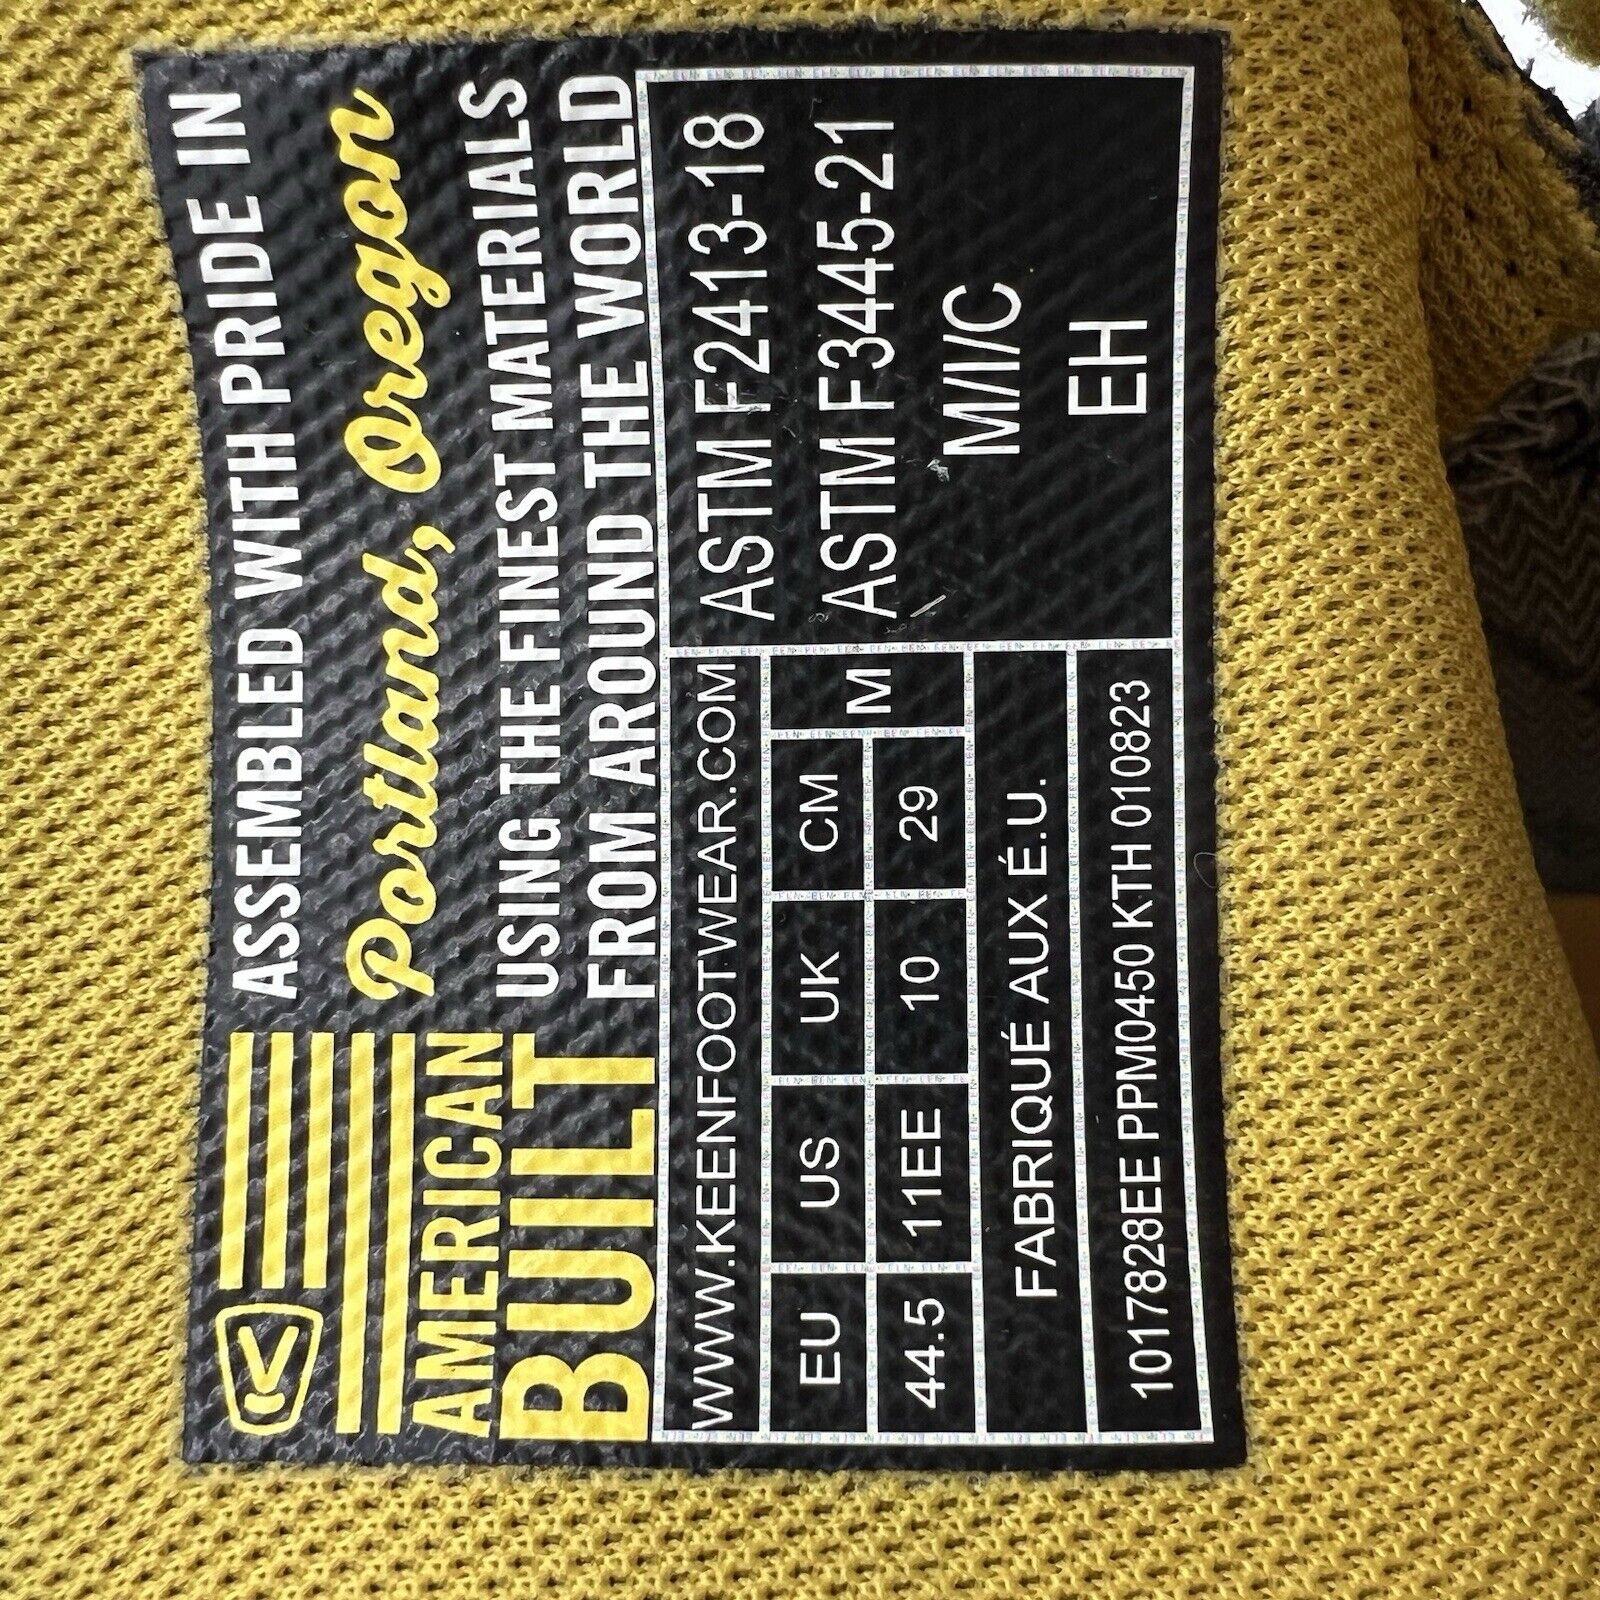 ASSEMBLED WITH PRIDE IN
Portland, Oregon
USING THE FINEST MATERIALS
FROM AROUND THE WORLD
AMERICAN
BUILT
WWW.KEENFOOTWEAR.COM
EU US UK CM M
44.5 11EE 10 29
FABRIQUÉ AUX É.U.
1017828EE PPM0450 KTH 010823
ASTM F2413-18
ASTM F3445-21
M/I/C
EH